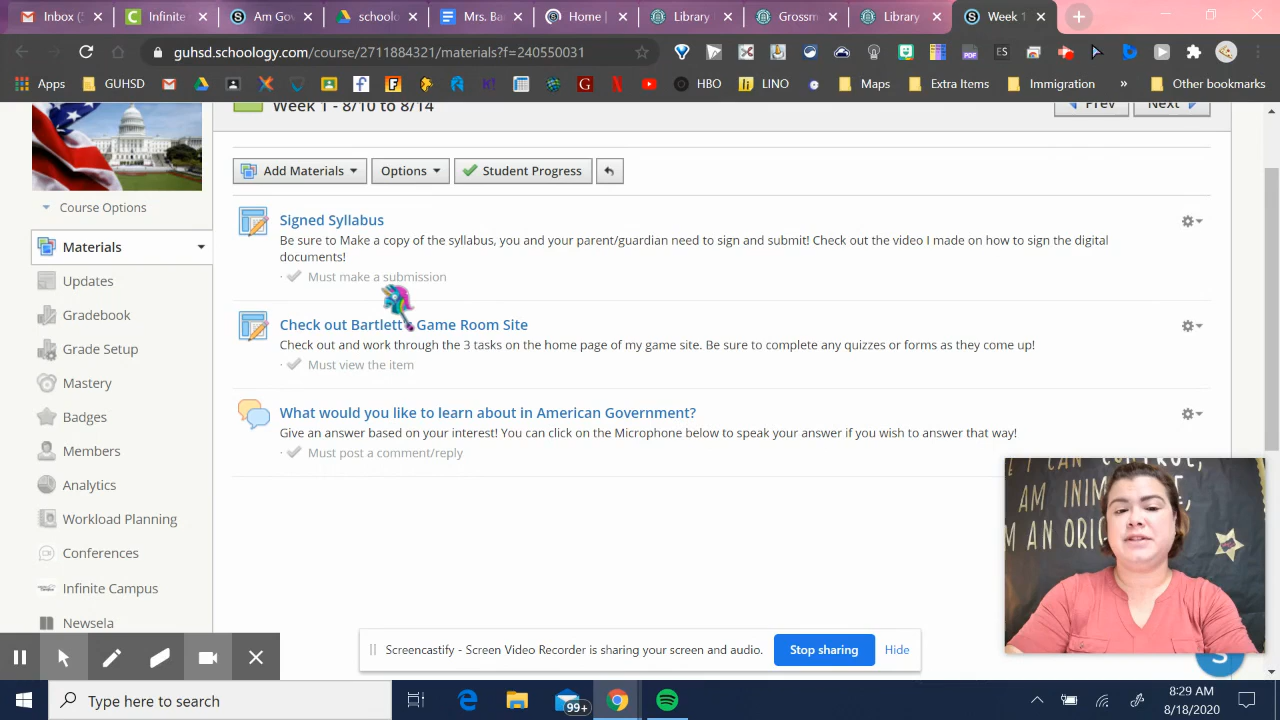 Inbox (
Infinite
Am Gov
schoolo
Mrs. Ba
Home |
Library
Grossm
Library
Week 1
guhsd.schoology.com/course/2711884321/materials?f=240550031
Apps
GUHSD
HBO
LINO
Maps
Extra Items
Immigration
»
Other bookmarks
Week 1 - 8/10 to 8/14
Prev
Next
Add Materials
Options
Student Progress
Course Options
Materials
Updates
Gradebook
Grade Setup
Mastery
Badges
Members
Analytics
Workload Planning
Conferences
Infinite Campus
Newsela
Signed Syllabus
Be sure to Make a copy of the syllabus, you and your parent/guardian need to sign and submit! Check out the video I made on how to sign the digital
documents!
· Must make a submission
Check out Bartlett's Game Room Site
Check out and work through the 3 tasks on the home page of my game site. Be sure to complete any quizzes or forms as they come up!
· Must view the item
What would you like to learn about in American Government?
Give an answer based on your interest! You can click on the Microphone below to speak your answer if you wish to answer that way!
· Must post a comment/reply
I CAN
AM
M AN
Screencastify - Screen Video Recorder is sharing your screen and audio.
Stop sharing
Hide
Type here to search
99+
8:29 AM
8/18/2020